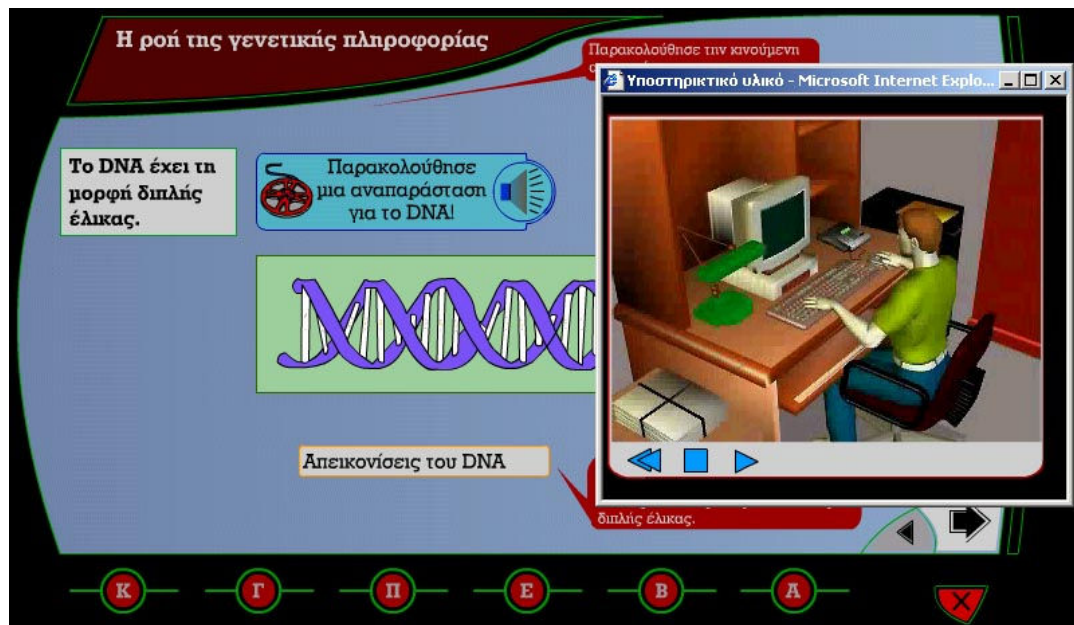 Η ροή της γενετικής πληροφορίας
Παρακολούθησε την κινούμενη
Υποστηρικτικό υλικό - Microsoft Internet Explo...
Το DNA έχει τη
μορφή διπλής
έλικας.
Παρακολούθησε
μια αναπαράσταση
για το DNA!
Απεικονίσεις του DNA
διπλής έλικας.
Κ
Γ
Π
Ε
Β
Α